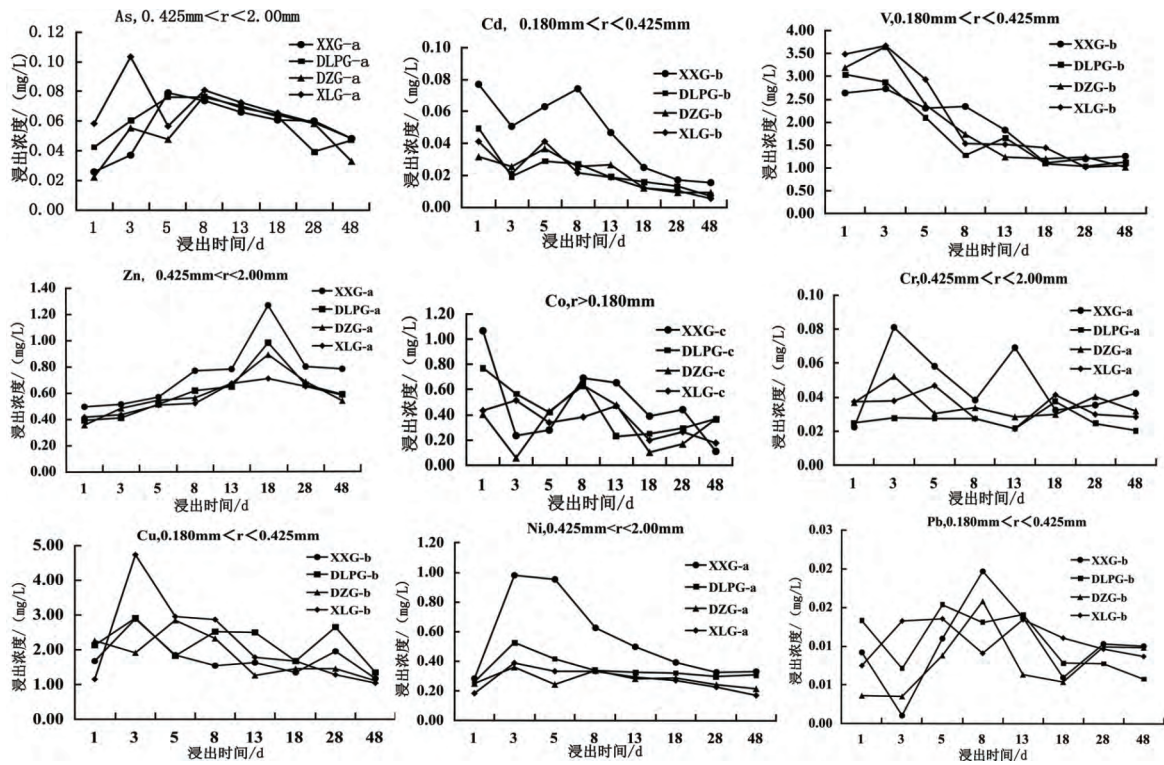 As, 0.425mm＜r＜2.00mm
浸出浓度/（mg/L）
0.12
0.10
0.08
0.06
0.04
0.02
0.00
XXG-a
DLPG-a
DZG-a
XLG-a
1 3 5 8 13 18 28 48
浸出时间/d
Cd, 0.180mm＜r＜0.425mm
浸出浓度/（mg/L）
0.10
0.08
0.06
0.04
0.02
0.00
XXG-b
DLPG-b
DZG-b
XLG-b
1 3 5 8 13 18 28 48
浸出时间/d
V,0.180mm＜r＜0.425mm
浸出浓度/（mg/L）
4.00
3.50
3.00
2.50
2.00
1.50
1.00
0.50
0.00
XXG-b
DLPG-b
DZG-b
XLG-b
1 3 5 8 13 18 28 48
浸出时间/d
Zn, 0.425mm<r<2.00mm
浸出浓度/（mg/L）
1.40
1.20
1.00
0.80
0.60
0.40
0.20
0.00
XXG-a
DLPG-a
DZG-a
XLG-a
1 3 5 8 13 18 28 48
浸出时间/d
Co,r>0.180mm
浸出浓度/（mg/L）
1.20
1.00
0.80
0.60
0.40
0.20
0.00
XXG-c
DLPG-c
DZG-c
XLG-c
1 3 5 8 13 18 28 48
浸出时间/d
Cr,0.425mm＜r＜2.00mm
浸出浓度/（mg/L）
0.10
0.08
0.06
0.04
0.02
0.00
XXG-a
DLPG-a
DZG-a
XLG-a
1 3 5 8 13 18 28 48
浸出时间/d
Cu,0.180mm＜r＜0.425mm
浸出浓度/（mg/L）
5.00
4.00
3.00
2.00
1.00
0.00
XXG-b
DLPG-b
DZG-b
XLG-b
1 3 5 8 13 18 28 48
浸出时间/d
Ni,0.425mm<r<2.00mm
浸出浓度/（mg/L）
1.20
1.00
0.80
0.60
0.40
0.20
0.00
XXG-a
DLPG-a
DZG-a
XLG-a
1 3 5 8 13 18 28 48
浸出时间/d
Pb,0.180mm＜r＜0.425mm
浸出浓度/（mg/L）
0.03
0.02
0.02
0.01
0.01
0.00
XXG-b
DLPG-b
DZG-b
XLG-b
1 3 5 8 13 18 28 48
浸出时间/d